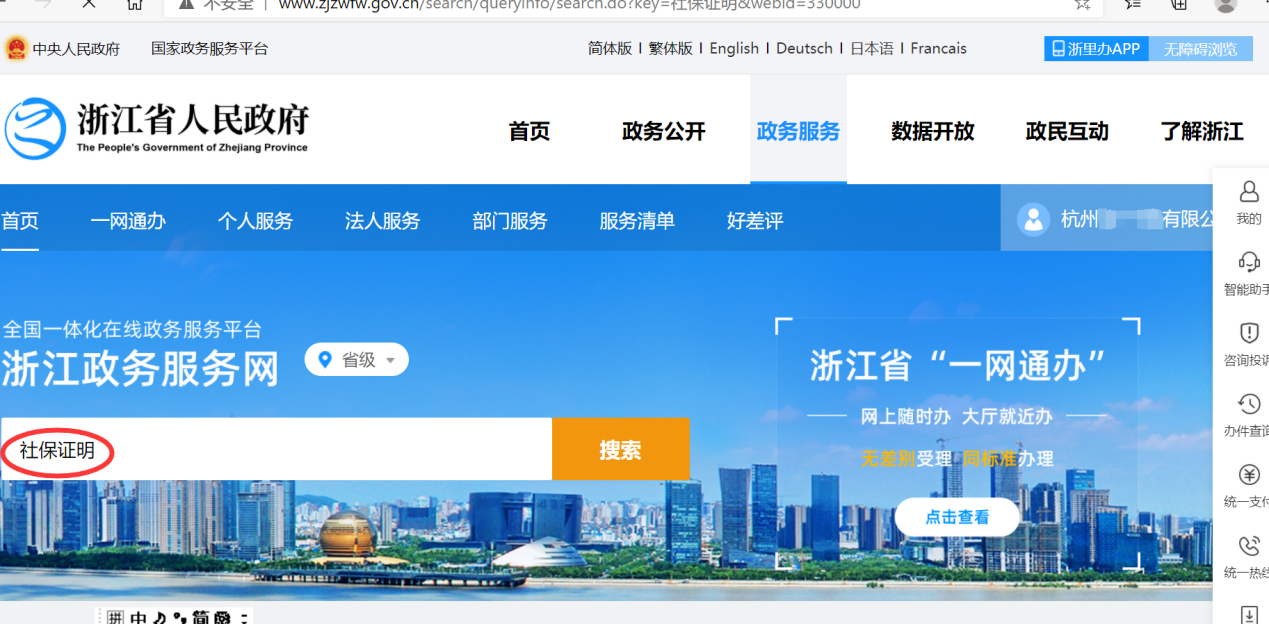 不安全 | www.zjzwfw.gov.cn/search/queryinfo/search.do?key=社保证明&webid=330000
中央人民政府 国家政务服务平台 简体版 | 繁体版 | English | Deutsch | 日本语 | Francais 浙里办APP 无障碍浏览
浙江省人民政府
The People's Government of Zhejiang Province
首页 政务公开 政务服务 数据开放 政民互动 了解浙江
首页 一网通办 个人服务 法人服务 部门服务 服务清单 好差评 杭州 有限公
我的
智能助手
咨询投诉
办件查询
统一支付
统一热线
全国一体化在线政务服务平台
浙江政务服务网 省级
社保证明 搜索
浙江省“一网通办”
网上随时办 大厅就近办
无差别受理 同标准办理
点击查看
拼 中 简